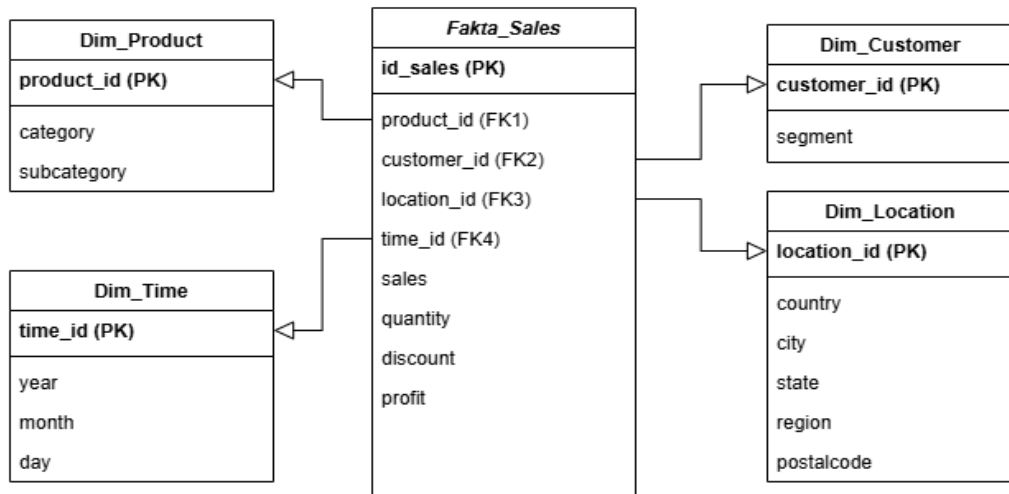 Dim_Product
product_id (PK)
category
subcategory
Dim_Time
time_id (PK)
year
month
day
Fakta_Sales
id_sales (PK)
product_id (FK1)
customer_id (FK2)
location_id (FK3)
time_id (FK4)
sales
quantity
discount
profit
Dim_Customer
customer_id (PK)
segment
Dim_Location
location_id (PK)
country
city
state
region
postalcode